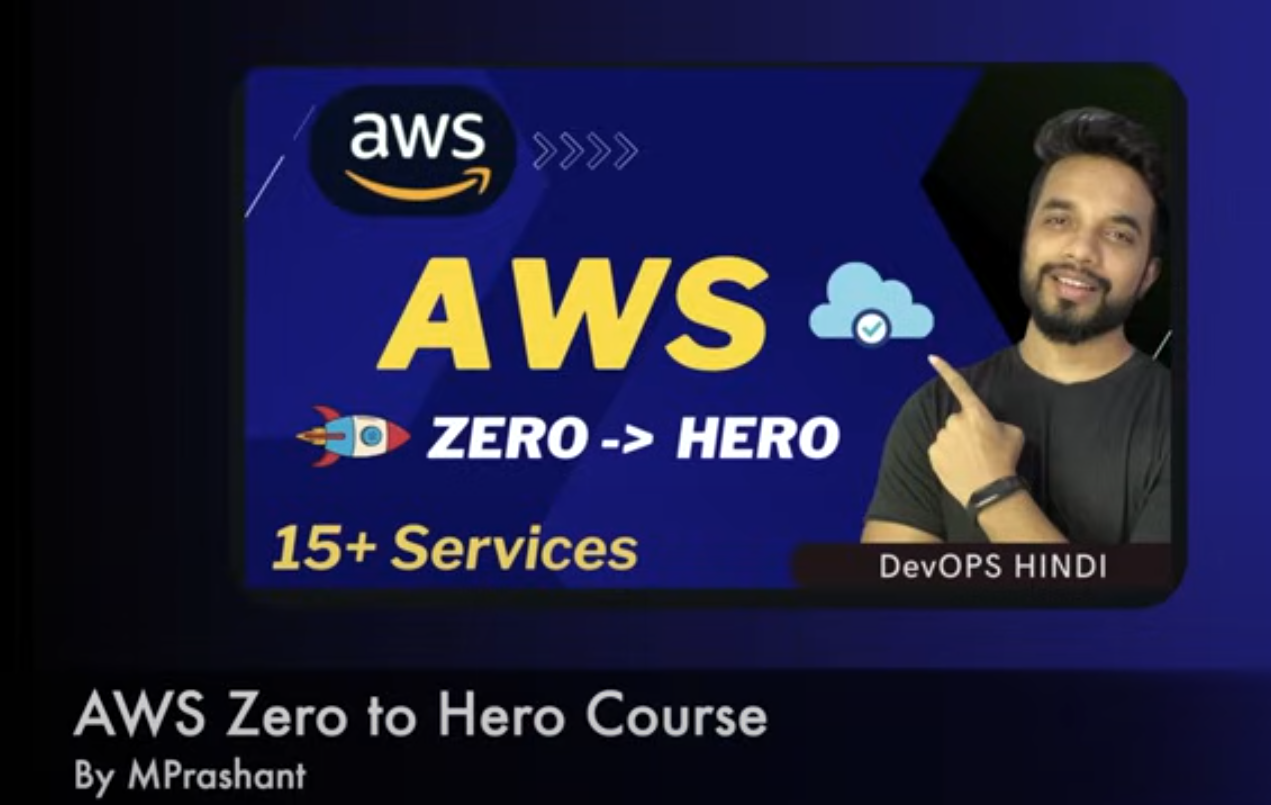 aws
AWS
ZERO -> HERO
15+ Services
DevOPS HINDI
AWS Zero to Hero Course
By MPrashant